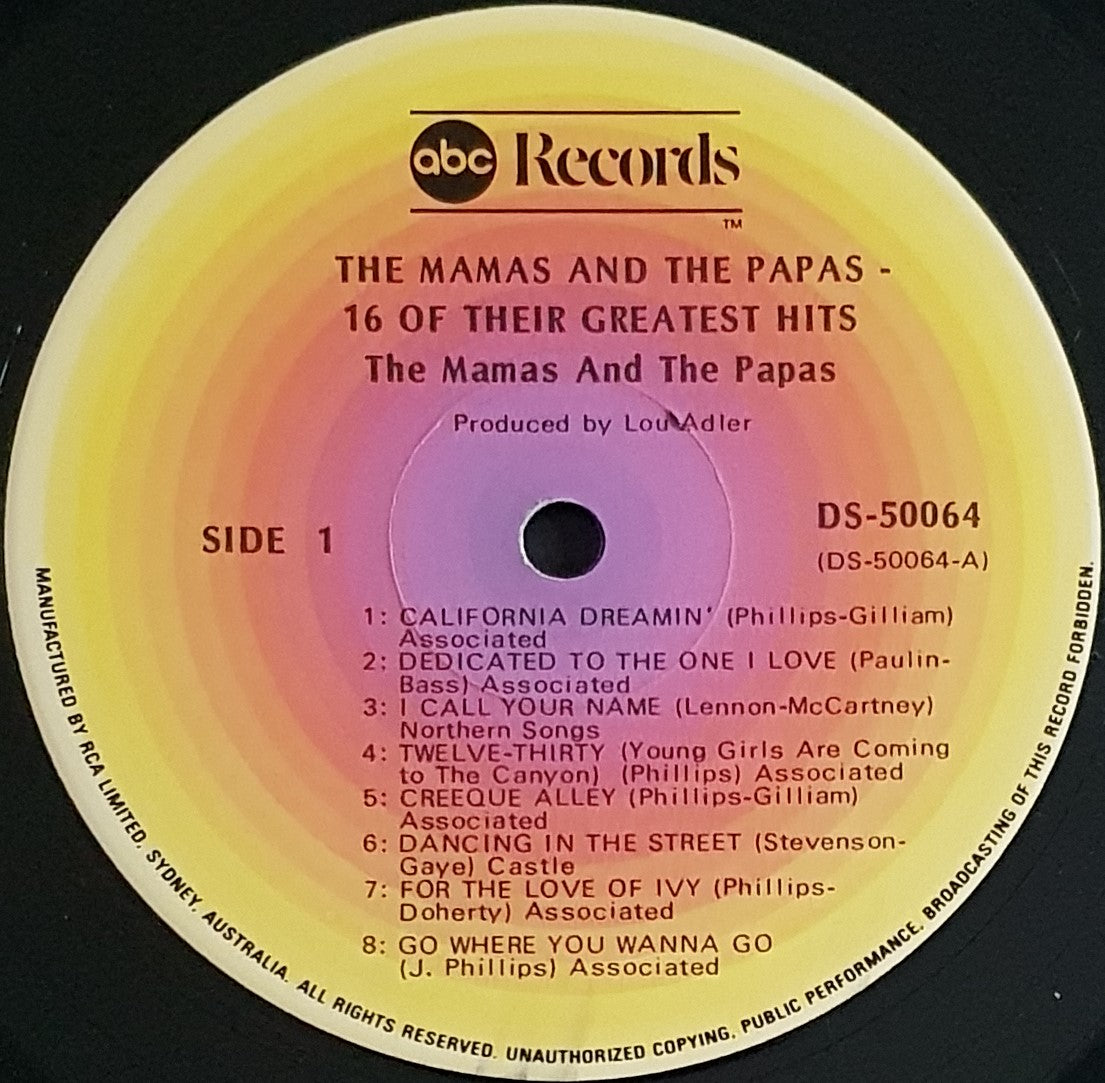 abc Records
TM
THE MAMAS AND THE PAPAS -
16 OF THEIR GREATEST HITS
The Mamas And The Papas
Produced by Lou Adler
SIDE 1
DS-50064
(DS-50064-A)
1: CALIFORNIA DREAMIN' (Phillips-Gilliam)
Associated
2: DEDICATED TO THE ONE I LOVE (Paulin-
Bass) Associated
3: I CALL YOUR NAME (Lennon-McCartney)
Northern Songs
4: TWELVE-THIRTY (Young Girls Are Coming
to The Canyon) (Phillips) Associated
5: CREEQUE ALLEY (Phillips-Gilliam)
Associated
6: DANCING IN THE STREET (Stevenson-
Gaye) Castle
7: FOR THE LOVE OF IVY (Phillips-
Doherty) Associated
8: GO WHERE YOU WANNA GO
(J. Phillips) Associated
MANUFACTURED BY RCA LIMITED, SYDNEY, AUSTRALIA. ALL RIGHTS RESERVED. UNAUTHORIZED COPYING, PUBLIC PERFORMANCE, BROADCASTING OF THIS RECORD FORBIDDEN.